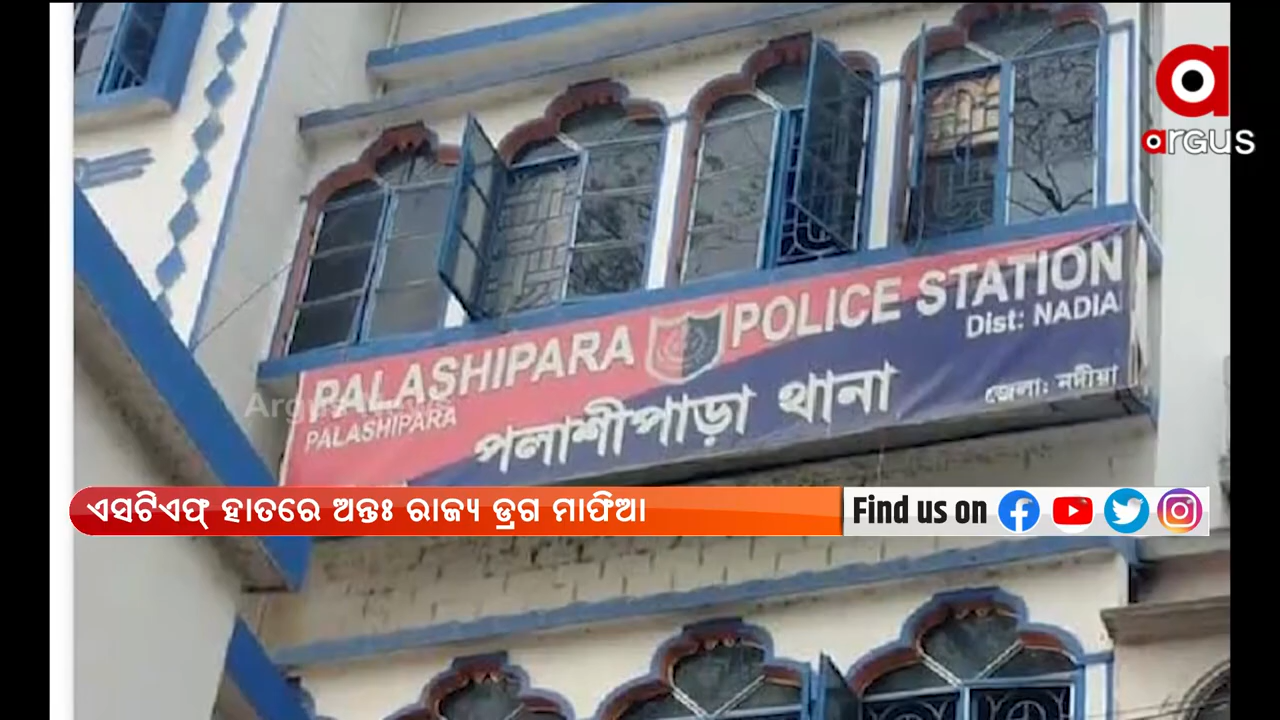 argus
PALASHIPARA POLICE STATION
Dist: NADIA
PALASHIPARA
পলাশীপাড়া থানা
জেলা: নদীয়া
ଏସଟିଏଫ୍ ହାତରେ ଅନ୍ତଃ ରାଜ୍ୟ ଡ୍ରଗ ମାଫିଆ
Find us on